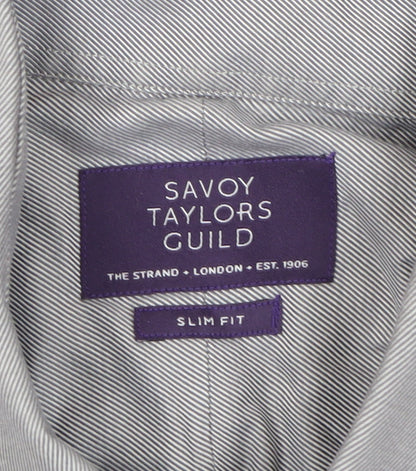 SAVOY
TAYLORS
GUILD
THE STRAND • LONDON • EST. 1906
SLIM FIT